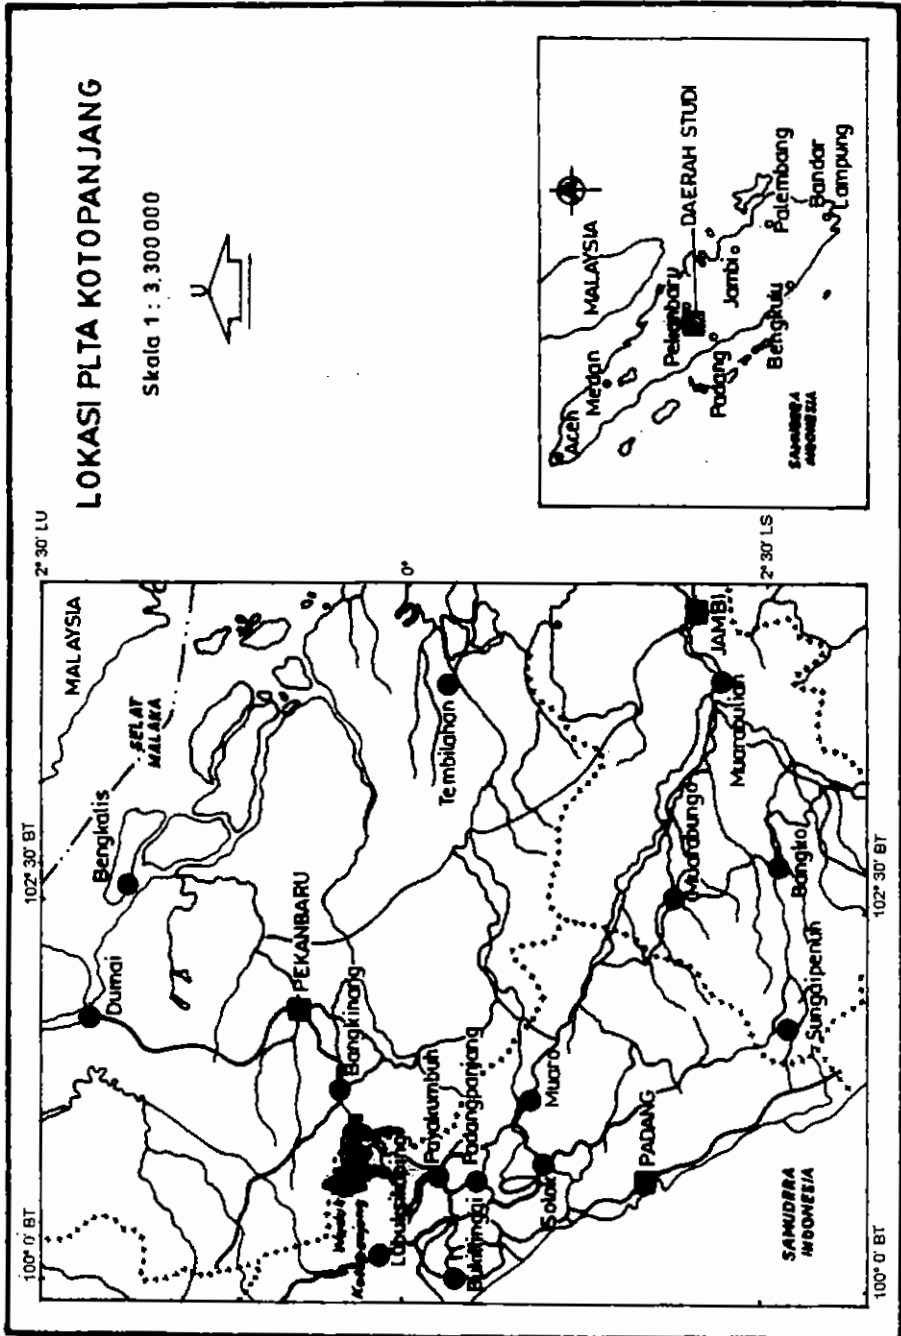 LOKASI PLTA KOTOPANJANG
Skala 1 : 3.300 000
U
100° 0' BT
102° 30' BT
2° 30' LU
MALAYSIA
SELAT
MALAKA
Bengkalis
Dumai
PEKANBARU
Bangkinang
0°
Tembilahan
Lubuksikaping
Payakumbuh
Padangpanjang
Bukittinggi
Solok
Muaro
PADANG
JAMBI
Muarabulian
Muarabungo
Bangko
Sungaipenuh
2° 30' LS
SAMUDERA
INDONESIA
100° 0' BT
102° 30' BT
MALAYSIA
Aceh
Medan
Pekanbaru
DAERAH STUDI
Padang
Jambi
Bengkulu
Palembang
Bandar
Lampung
SAMUDERA
INDONESIA